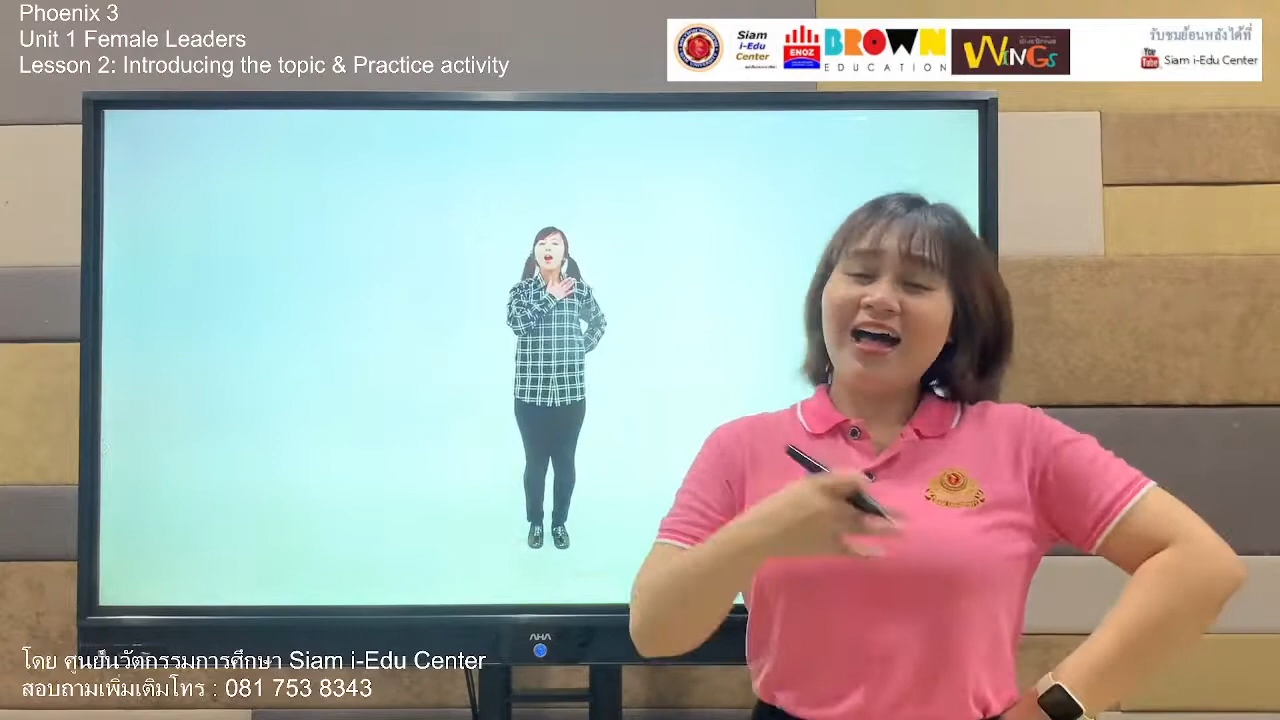 Phoenix 3
Unit 1 Female Leaders
Lesson 2: Introducing the topic & Practice activity
Siam
i-Edu
Center
ENOZ
BROWN
EDUCATION
WiNGS
รับชมย้อนหลังได้ที่
You Tube Siam i-Edu Center
AHA
โดย ศูนย์นวัตกรรมการศึกษา Siam i-Edu Center
สอบถามเพิ่มเติมโทร : 081 753 8343